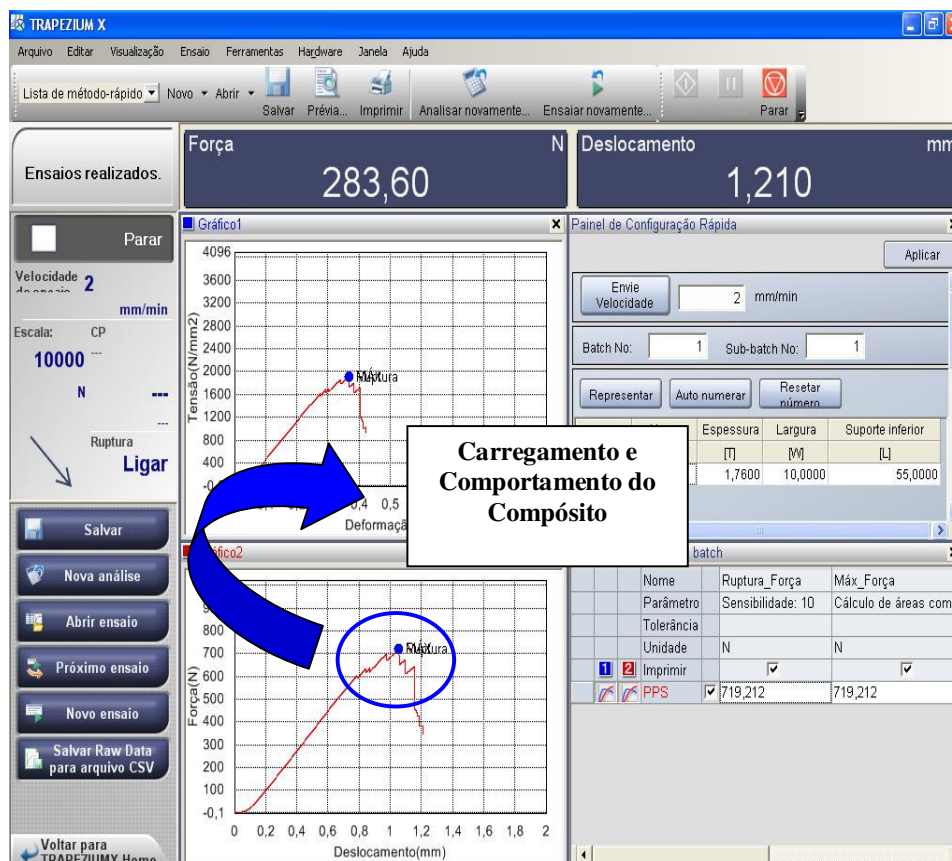 TRAPEZIUM X
Arquivo Editar Visualização Ensaio Ferramentas Hardware Janela Ajuda
Lista de método-rápido Novo Abrir Salvar Prévia... Imprimir Analisar novamente... Ensaiar novamente... Parar
Ensaios realizados.
Força N
283,60
Deslocamento mm
1,210
Parar
Velocidade
2
mm/min
Escala: CP
10000 ---
N ---
---
Ruptura
Ligar
Salvar
Nova análise
Abrir ensaio
Próximo ensaio
Novo ensaio
Salvar Raw Data
para arquivo CSV
Voltar para
TRAPEZIUMX Home
Gráfico1
4096
3600
3200
2800
2400
2000
1600
1200
800
400
Tensão(N/mm2)
MÁX
Ruptura
0,4 0,5
Deformaçã
Carregamento e
Comportamento do
Compósito
Painel de Configuração Rápida
Aplicar
Envie
Velocidade
2 mm/min
Batch No: 1 Sub-batch No: 1
Representar Auto numerar Resetar
número
Espessura Largura Suporte inferior
[T] [W] [L]
1,7600 10,0000 55,0000
800
700
600
500
400
300
200
100
-0,1
Força(N)
MÁX
Ruptura
0 0,2 0,4 0,6 0,8 1 1,2 1,4 1,6 1,8 2
Deslocamento(mm)
batch
Nome Ruptura_Força Máx_Força
Parâmetro Sensibilidade: 10 Cálculo de áreas com
Tolerância
Unidade N N
1 2 Imprimir
PPS 719,212 719,212